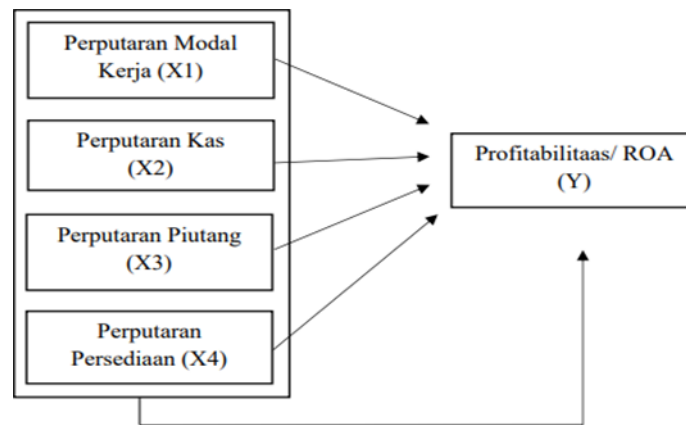 Perputaran Modal
Kerja (X1)
Perputaran Kas
(X2)
Perputaran Piutang
(X3)
Perputaran
Persediaan (X4)
Profitabilitaas/ ROA
(Y)